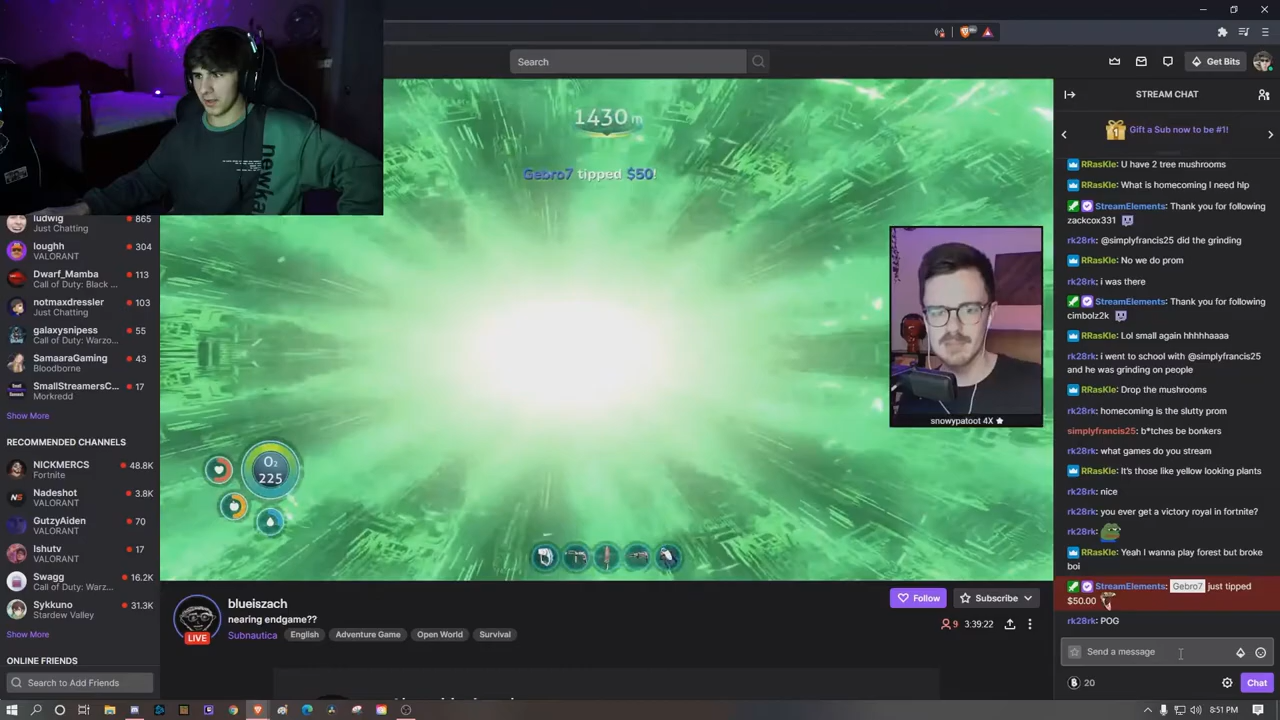 Search
Get Bits
1430 m
Gebro7 tipped $50!
newka
snowypatoot 4X ★
O₂
225
ludwig
865
Just Chatting
loughh
304
VALORANT
Dwarf_Mamba
113
Call of Duty: Black ...
notmaxdressler
103
Just Chatting
galaxysnipess
55
Call of Duty: Warzo...
SamaaraGaming
43
Bloodborne
SmallStreamersC...
17
Morkredd
Show More
RECOMMENDED CHANNELS
NICKMERCS
48.8K
Fortnite
Nadeshot
3.8K
VALORANT
GutzyAiden
70
VALORANT
Ishutv
17
VALORANT
Swagg
16.2K
Call of Duty: Warz...
Sykkuno
31.3K
Stardew Valley
Show More
ONLINE FRIENDS
Search to Add Friends
LIVE
blueiszach
nearing endgame??
Subnautica
English
Adventure Game
Open World
Survival
Follow
Subscribe
9
3:39:22
STREAM CHAT
1
Gift a Sub now to be #1!
RRasKle: U have 2 tree mushrooms
RRasKle: What is homecoming I need hlp
StreamElements: Thank you for following
zackcox331
rk28rk: @simplyfrancis25 did the grinding
RRasKle: No we do prom
rk28rk: i was there
StreamElements: Thank you for following
cimbolz2k
RRasKle: Lol small again hhhhhaaaa
rk28rk: i went to school with @simplyfrancis25
and he was grinding on people
RRasKle: Drop the mushrooms
rk28rk: homecoming is the slutty prom
simplyfrancis25: b*tches be bonkers
rk28rk: what games do you stream
RRasKle: It's those like yellow looking plants
rk28rk: nice
rk28rk: you ever get a victory royal in fortnite?
rk28rk:
RRasKle: Yeah I wanna play forest but broke
boi
StreamElements: Gebro7 just tipped
$50.00
rk28rk: POG
Send a message
20
Chat
8:51 PM